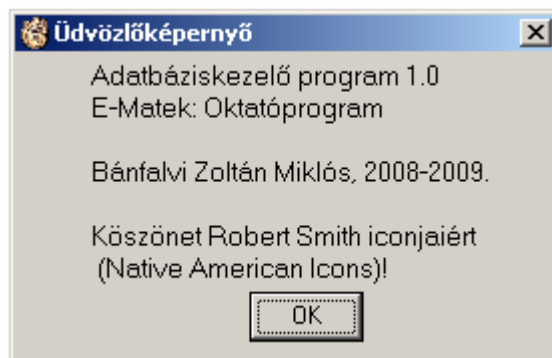 Üdvözlőképernyő
Adatbáziskezelő program 1.0
E-Matek: Oktatóprogram
Bánfalvi Zoltán Miklós, 2008-2009.
Köszönet Robert Smith iconjaiért
(Native American Icons)!
OK